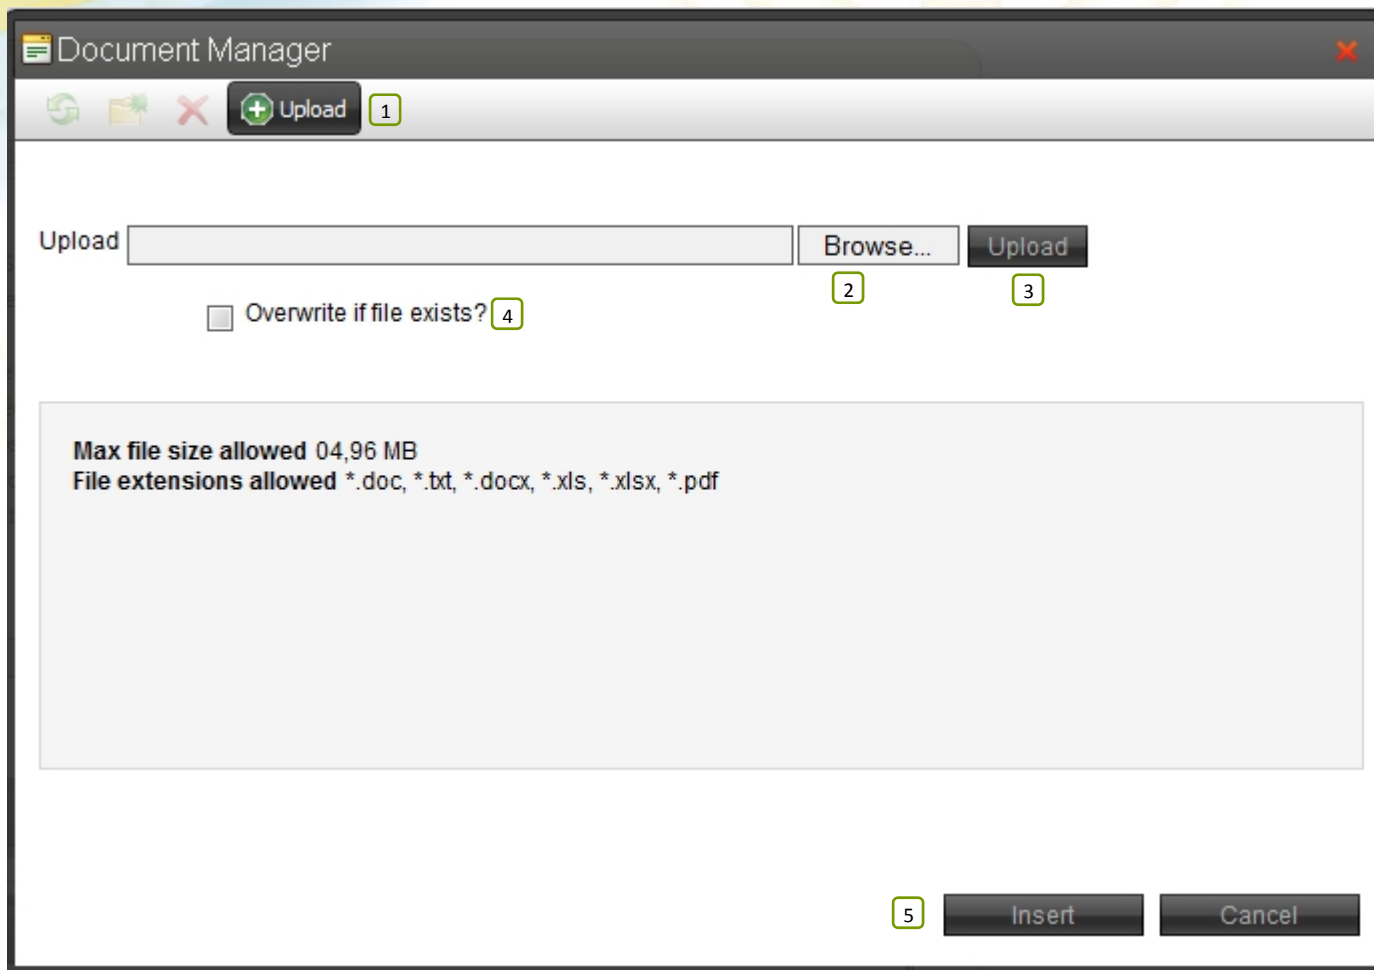 Document Manager
Upload 1
Upload Browse... Upload
2 3
Overwrite if file exists? 4
Max file size allowed 04,96 MB
File extensions allowed *.doc, *.txt, *.docx, *.xls, *.xlsx, *.pdf
5 Insert Cancel